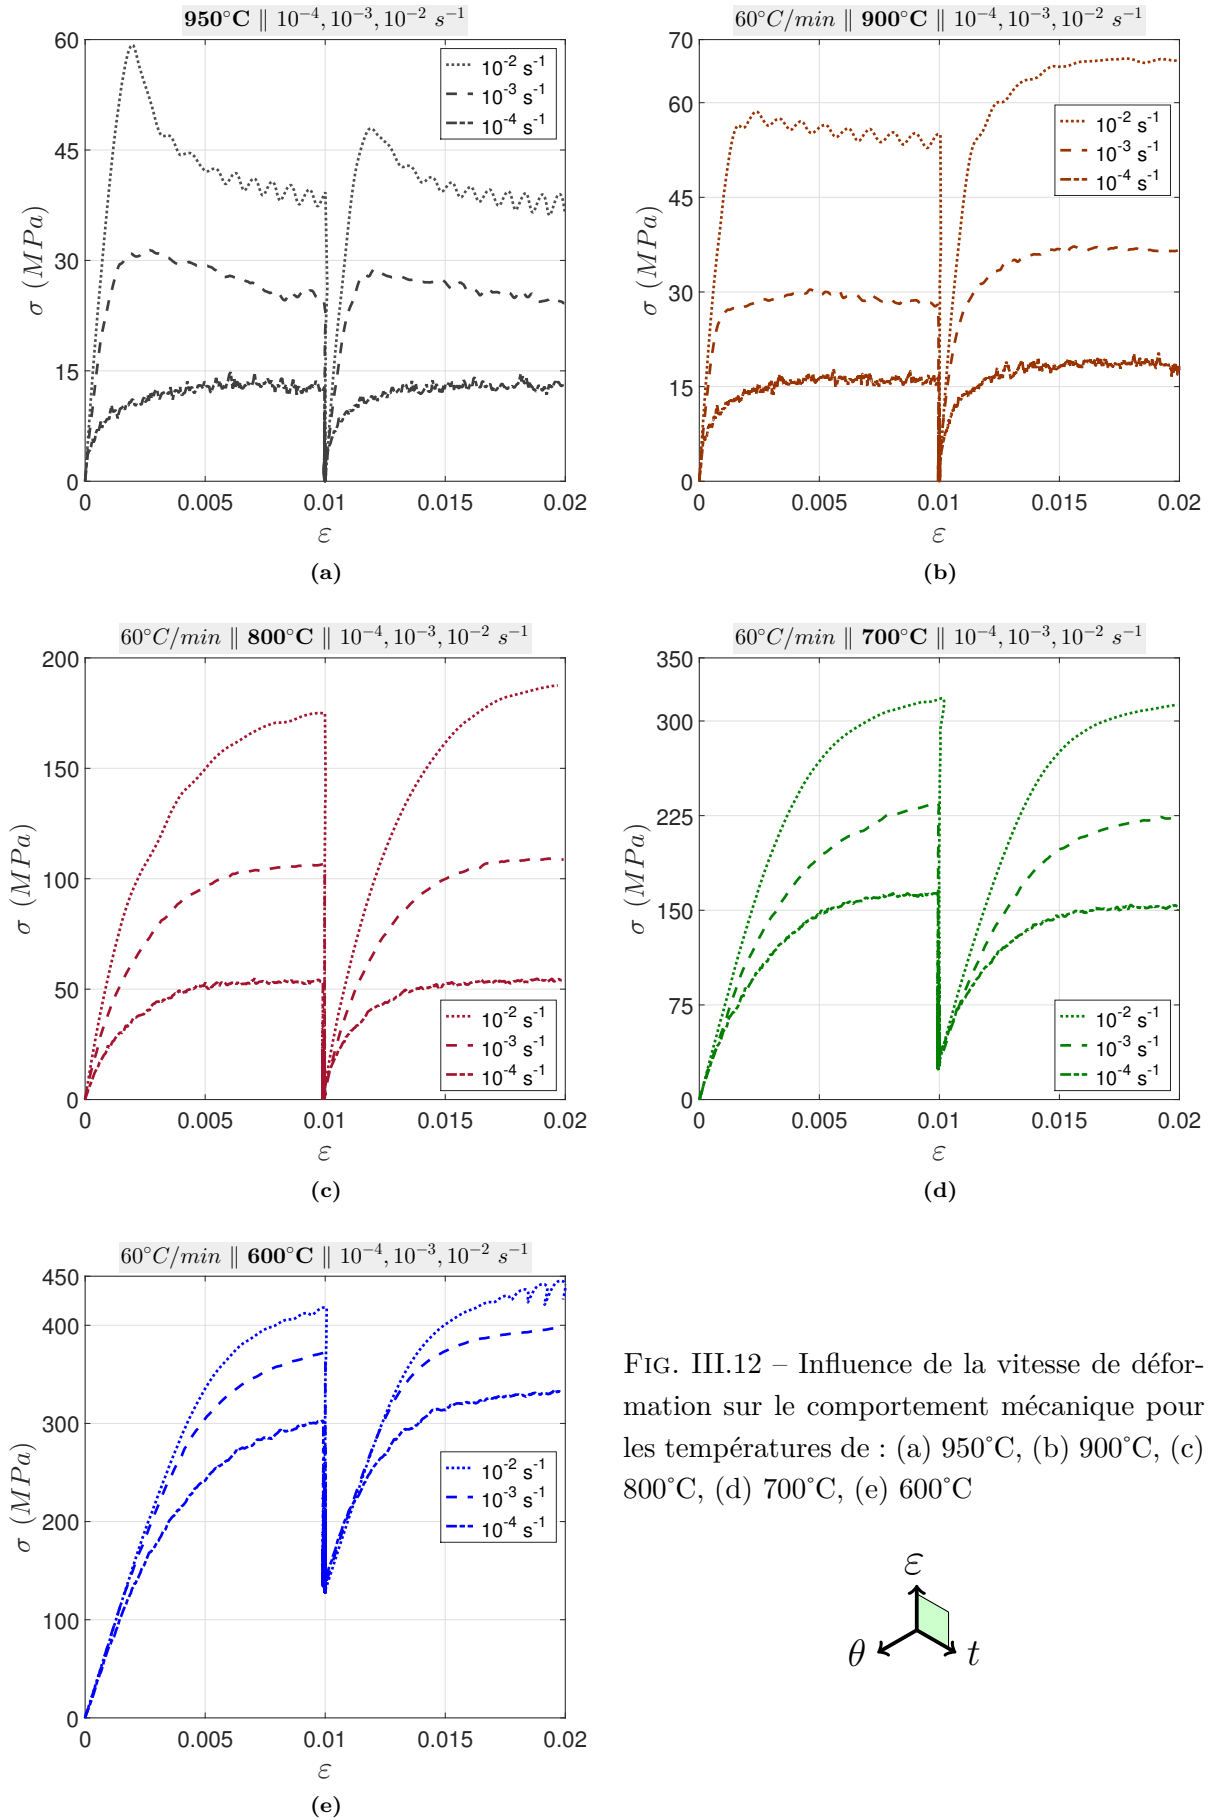 950°C ∥ 10⁻⁴, 10⁻³, 10⁻² s⁻¹
60
45
30
15
0
σ (MPa)
10⁻² s⁻¹
10⁻³ s⁻¹
10⁻⁴ s⁻¹
0 0.005 0.01 0.015 0.02
ε
(a)
60°C/min ∥ 900°C ∥ 10⁻⁴, 10⁻³, 10⁻² s⁻¹
70
60
45
30
15
0
σ (MPa)
10⁻² s⁻¹
10⁻³ s⁻¹
10⁻⁴ s⁻¹
0 0.005 0.01 0.015 0.02
ε
(b)
60°C/min ∥ 800°C ∥ 10⁻⁴, 10⁻³, 10⁻² s⁻¹
200
150
100
50
0
σ (MPa)
10⁻² s⁻¹
10⁻³ s⁻¹
10⁻⁴ s⁻¹
0 0.005 0.01 0.015 0.02
ε
(c)
60°C/min ∥ 700°C ∥ 10⁻⁴, 10⁻³, 10⁻² s⁻¹
350
300
225
150
75
0
σ (MPa)
10⁻² s⁻¹
10⁻³ s⁻¹
10⁻⁴ s⁻¹
0 0.005 0.01 0.015 0.02
ε
(d)
60°C/min ∥ 600°C ∥ 10⁻⁴, 10⁻³, 10⁻² s⁻¹
450
400
300
200
100
0
σ (MPa)
10⁻² s⁻¹
10⁻³ s⁻¹
10⁻⁴ s⁻¹
0 0.005 0.01 0.015 0.02
ε
(e)
FIG. III.12 – Influence de la vitesse de défor-
mation sur le comportement mécanique pour
les températures de : (a) 950°C, (b) 900°C, (c)
800°C, (d) 700°C, (e) 600°C
ε
θ t